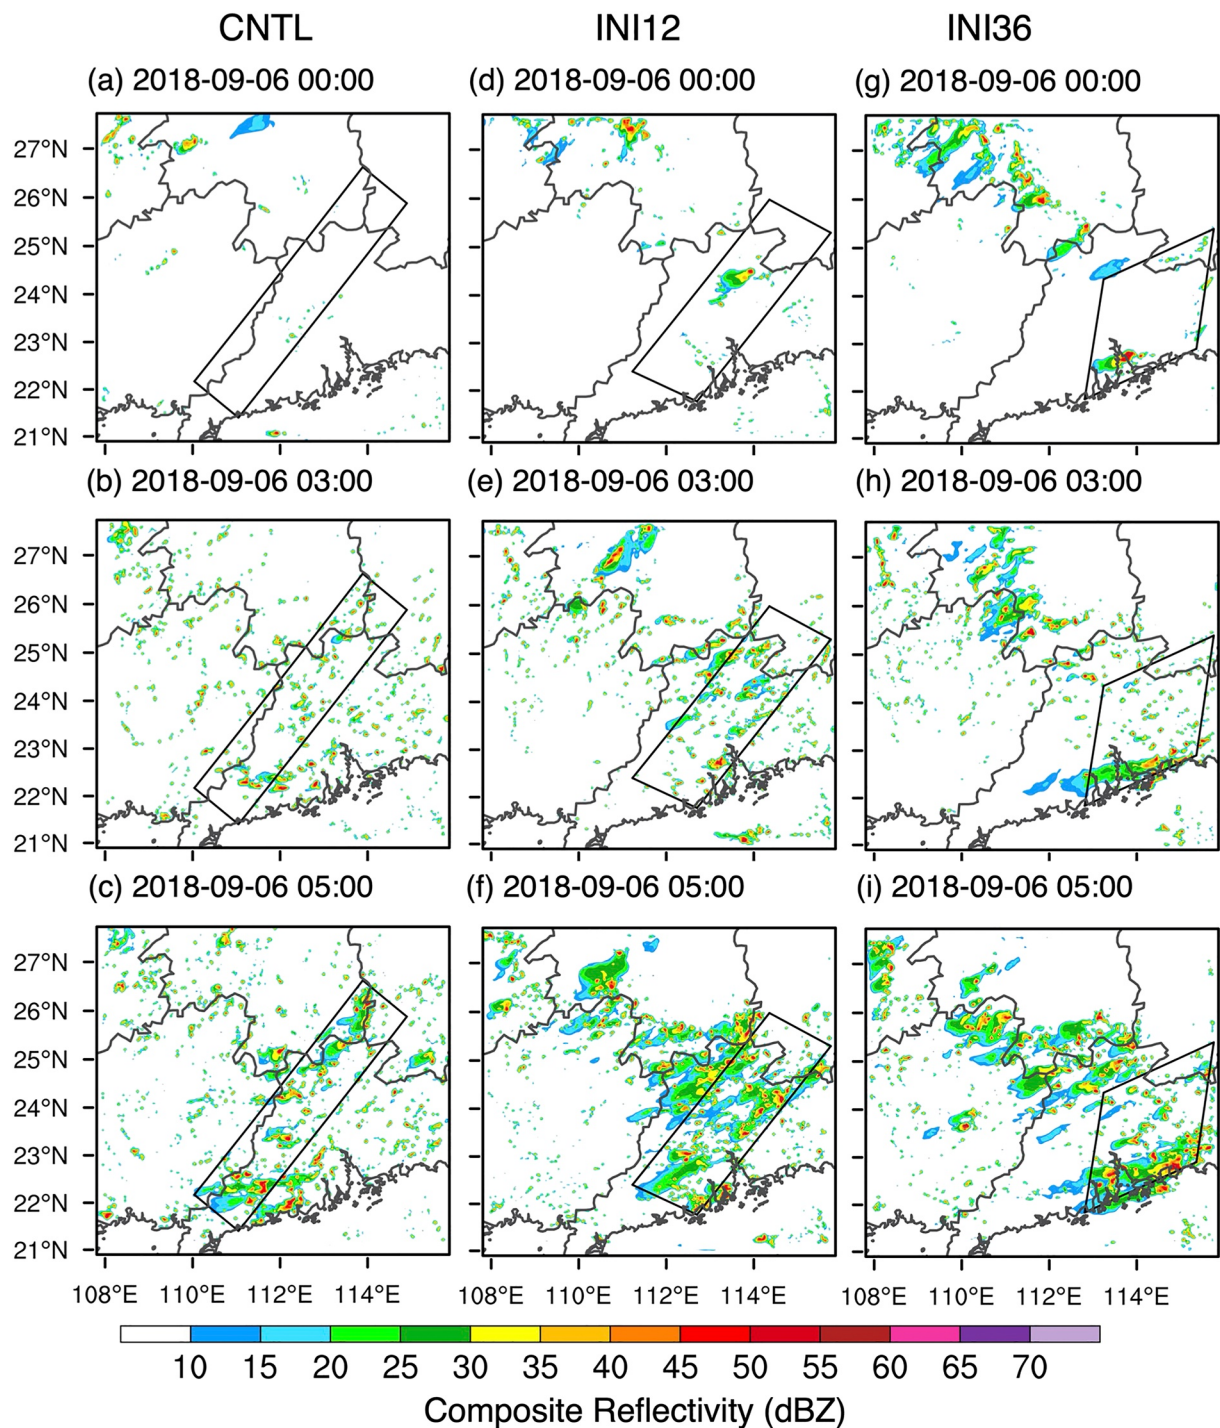 CNTL INI12 INI36
(a) 2018-09-06 00:00 (d) 2018-09-06 00:00 (g) 2018-09-06 00:00
27°N
26°N
25°N
24°N
23°N
22°N
21°N
(b) 2018-09-06 03:00 (e) 2018-09-06 03:00 (h) 2018-09-06 03:00
27°N
26°N
25°N
24°N
23°N
22°N
21°N
(c) 2018-09-06 05:00 (f) 2018-09-06 05:00 (i) 2018-09-06 05:00
27°N
26°N
25°N
24°N
23°N
22°N
21°N
108°E 110°E 112°E 114°E 108°E 110°E 112°E 114°E 108°E 110°E 112°E 114°E
10 15 20 25 30 35 40 45 50 55 60 65 70
Composite Reflectivity (dBZ)